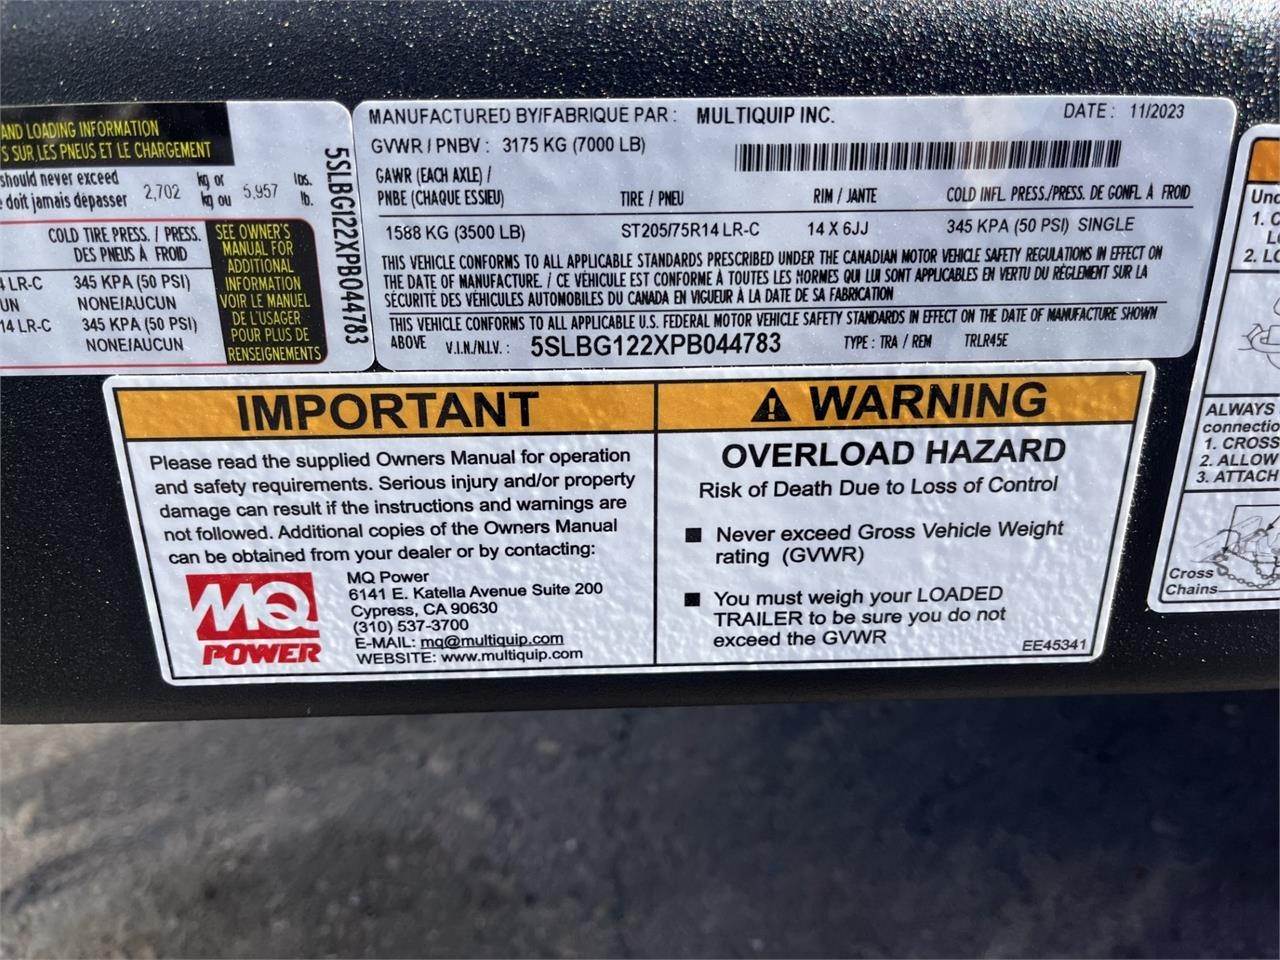 AND LOADING INFORMATION
S SUR LES PNEUS ET LE CHARGEMENT
should never exceed
doit jamais dépasser
2,702 kg or kg ou 5,957 lbs. lb.
COLD TIRE PRESS. / PRESS.
DES PNEUS À FROID
LR-C 345 KPA (50 PSI)
UN NONE/AUCUN
14 LR-C 345 KPA (50 PSI)
NONE/AUCUN
SEE OWNER'S
MANUAL FOR
ADDITIONAL
INFORMATION
VOIR LE MANUEL
DE L'USAGER
POUR PLUS DE
RENSEIGNEMENTS
5SLBG122XPB044783
MANUFACTURED BY/FABRIQUE PAR : MULTIQUIP INC. DATE : 11/2023
GVWR / PNBV : 3175 KG (7000 LB)
GAWR (EACH AXLE) /
PNBE (CHAQUE ESSIEU) TIRE / PNEU RIM / JANTE COLD INFL. PRESS./PRESS. DE GONFL. À FROID
1588 KG (3500 LB) ST205/75R14 LR-C 14 X 6JJ 345 KPA (50 PSI) SINGLE
THIS VEHICLE CONFORMS TO ALL APPLICABLE STANDARDS PRESCRIBED UNDER THE CANADIAN MOTOR VEHICLE SAFETY REGULATIONS IN EFFECT ON
THE DATE OF MANUFACTURE. / CE VÉHICULE EST CONFORME À TOUTES LES NORMES QUI LUI SONT APPLICABLES EN VERTU DU RÈGLEMENT SUR LA
SÉCURITÉ DES VÉHICULES AUTOMOBILES DU CANADA EN VIGUEUR À LA DATE DE SA FABRICATION
THIS VEHICLE CONFORMS TO ALL APPLICABLE U.S. FEDERAL MOTOR VEHICLE SAFETY STANDARDS IN EFFECT ON THE DATE OF MANUFACTURE SHOWN
ABOVE V.I.N./N.I.V. : 5SLBG122XPB044783 TYPE : TRA / REM TRLR45E
IMPORTANT
Please read the supplied Owners Manual for operation
and safety requirements. Serious injury and/or property
damage can result if the instructions and warnings are
not followed. Additional copies of the Owners Manual
can be obtained from your dealer or by contacting:
MQ
POWER
MQ Power
6141 E. Katella Avenue Suite 200
Cypress, CA 90630
(310) 537-3700
E-MAIL: mq@multiquip.com
WEBSITE: www.multiquip.com
WARNING
OVERLOAD HAZARD
Risk of Death Due to Loss of Control
■ Never exceed Gross Vehicle Weight
rating (GVWR)
■ You must weigh your LOADED
TRAILER to be sure you do not
exceed the GVWR
EE45341
1.
2.
ALWAYS
1. CROSS
2. ALLOW
3. ATTACH
Cross
Chains